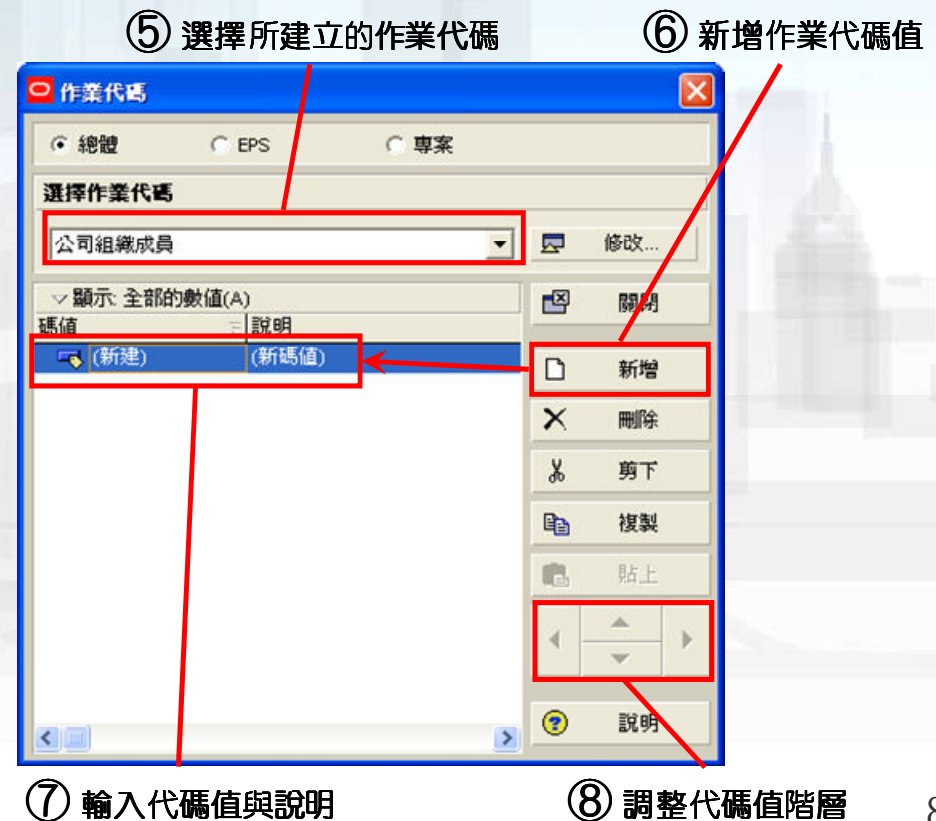 ⑤ 選擇所建立的作業代碼
⑥ 新增作業代碼值
作業代碼
總體
EPS
專案
選擇作業代碼
公司組織成員
修改...
顯示: 全部的數值(A)
關閉
碼值
說明
(新建)
(新碼值)
新增
刪除
剪下
複製
貼上
說明
⑦ 輸入代碼值與說明
⑧ 調整代碼值階層